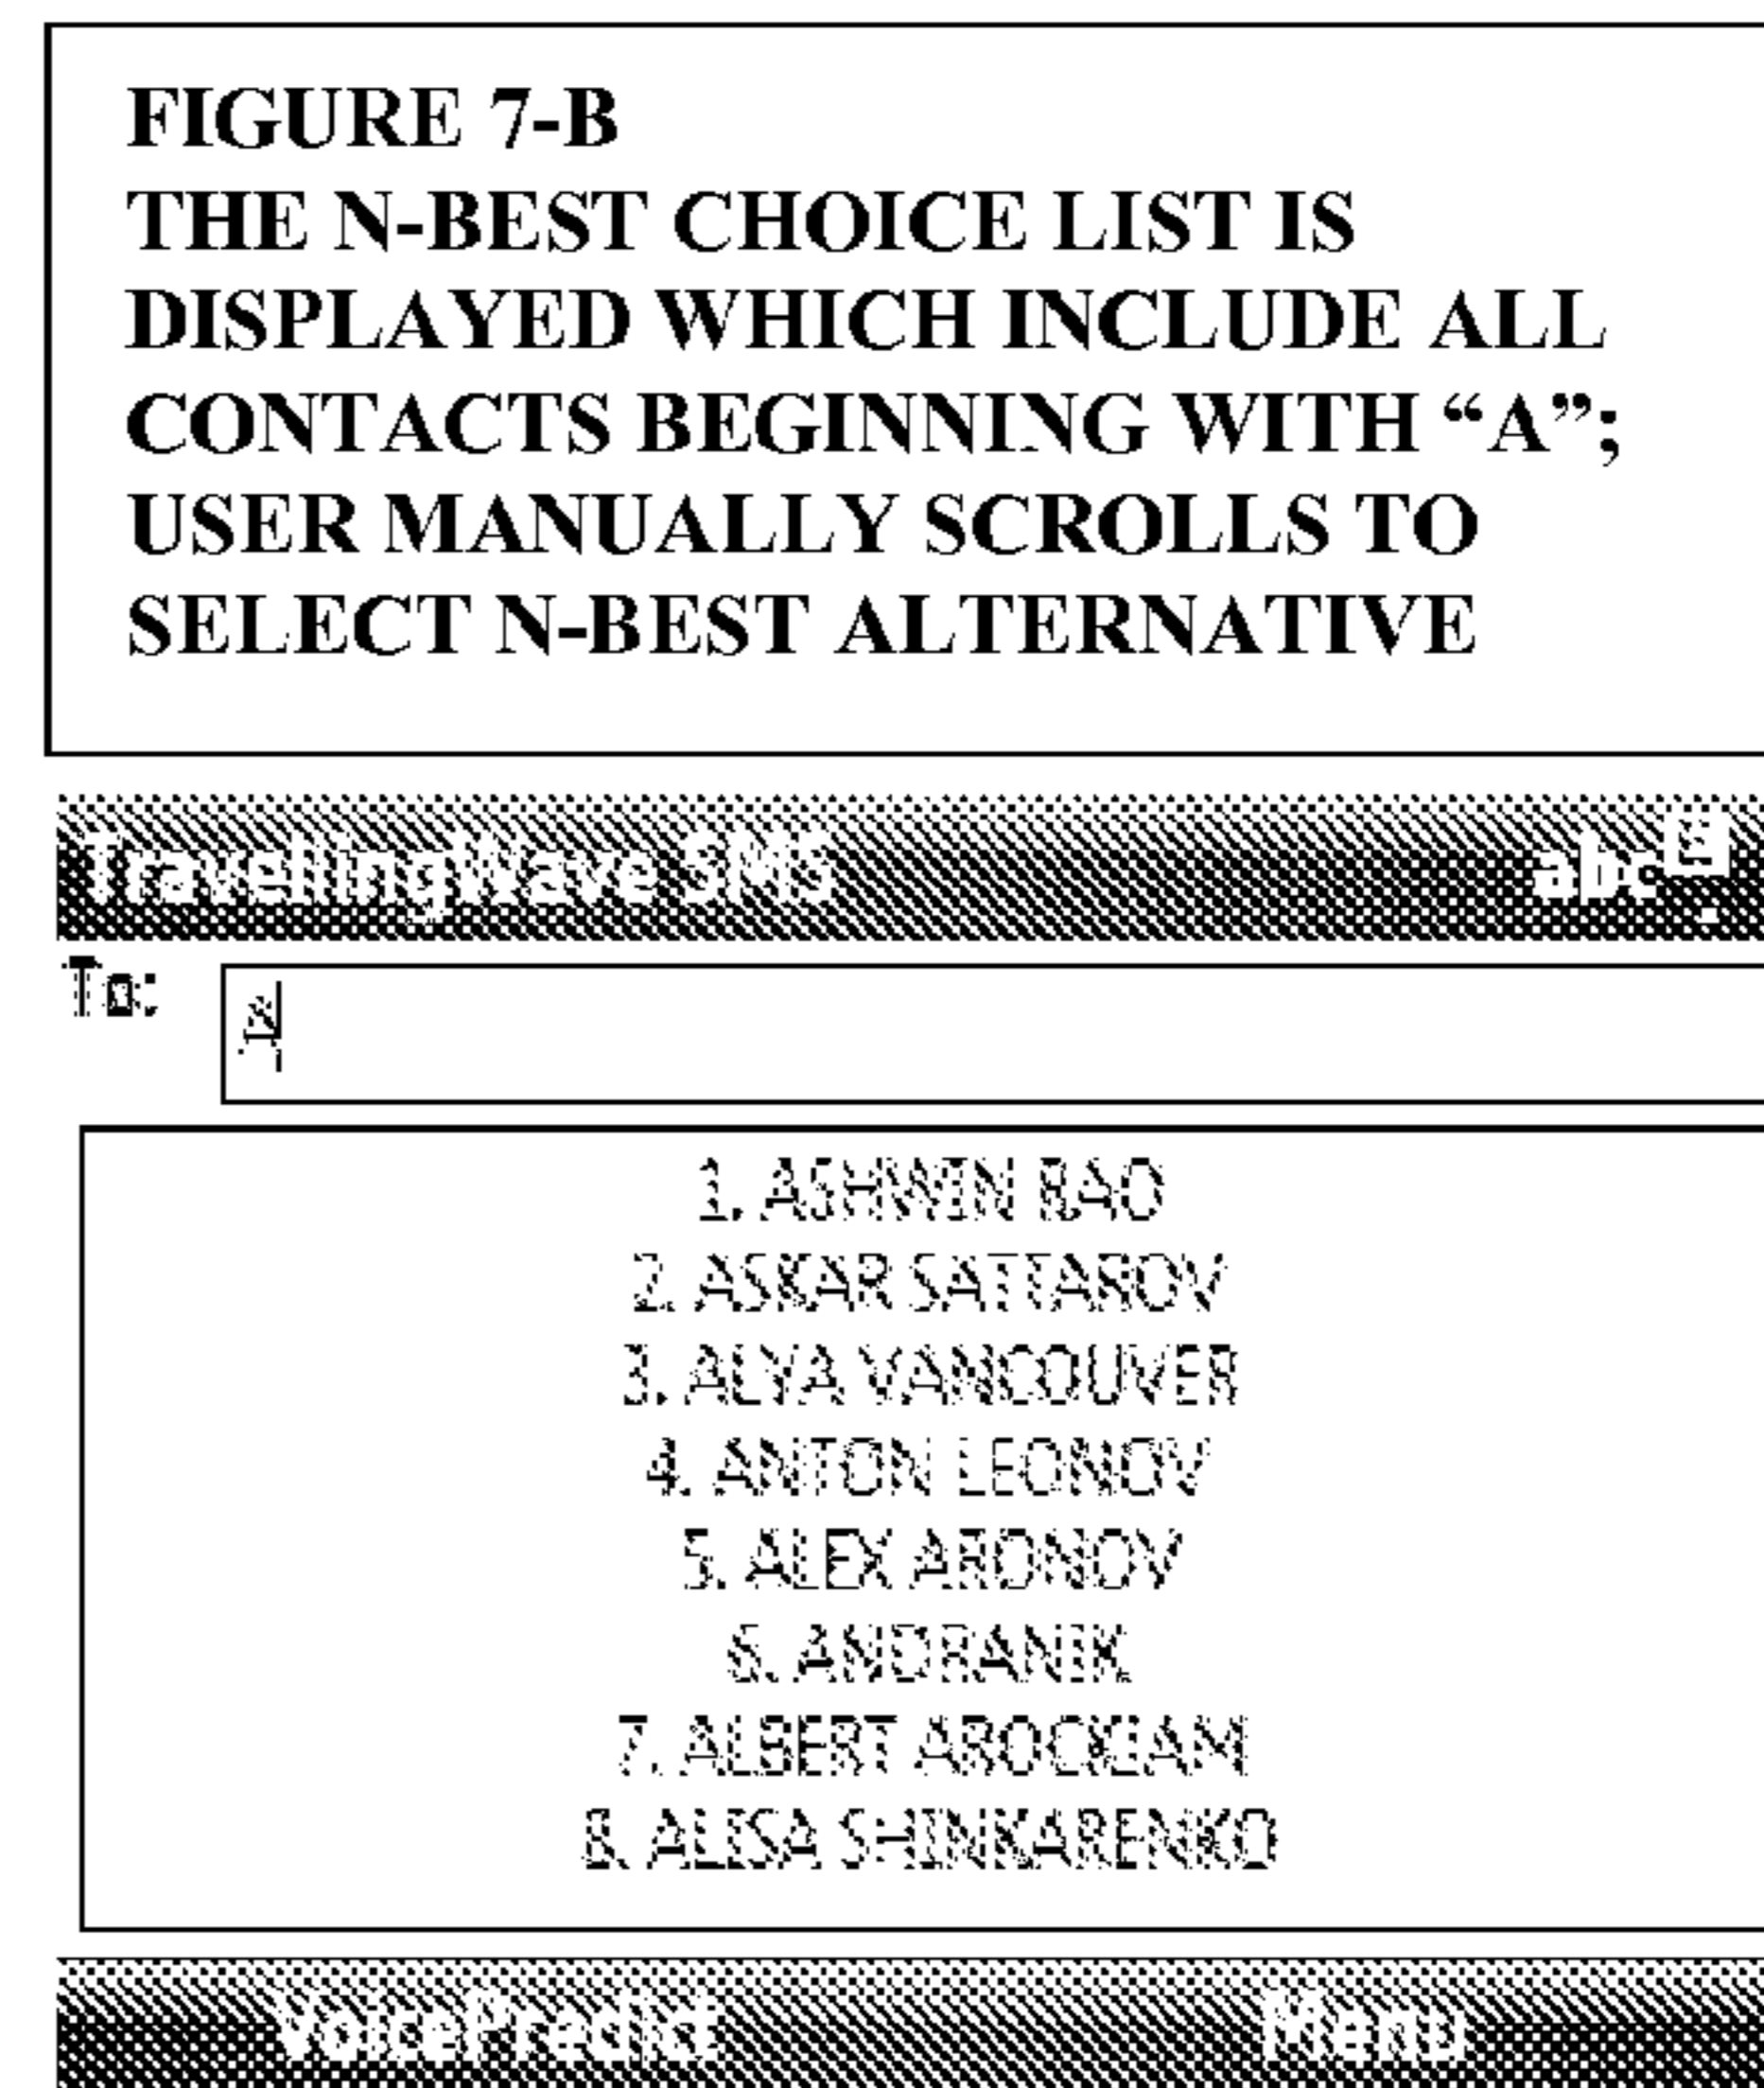 FIGURE 7-B
THE N-BEST CHOICE LIST IS
DISPLAYED WHICH INCLUDE ALL
CONTACTS BEGINNING WITH “A”;
USER MANUALLY SCROLLS TO
SELECT N-BEST ALTERNATIVE
TravelingWave SMS abc
To:
A
1. ASHWIN RAO
2. ASKAR SATTAROV
3. ALYA VANCOUVER
4. ANTON LEONOV
5. ALEX ARONOV
6. ANDRANIK
7. ALBERT AROCKIAM
8. ALISA SHINKARENKO
VoicePredict Menu